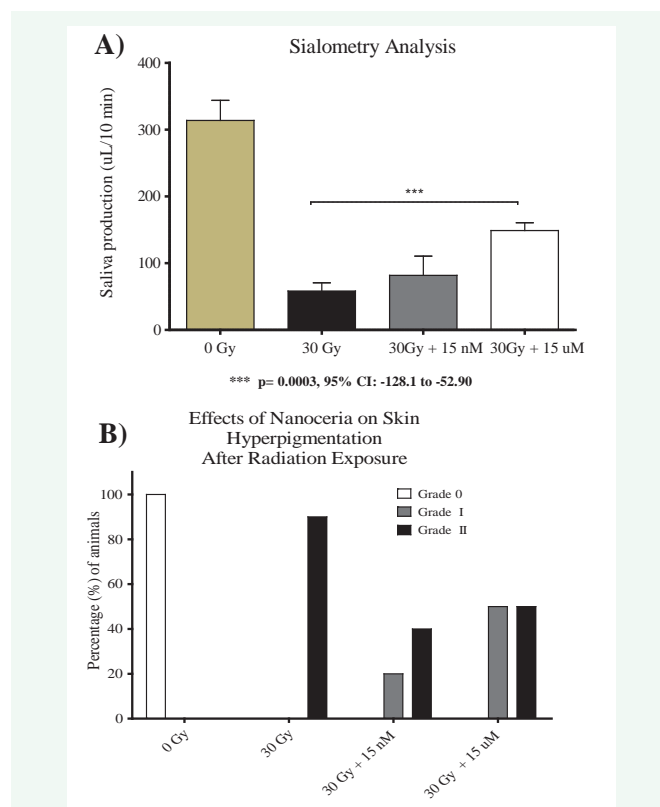 A)
Sialometry Analysis
Saliva production (uL/10 min)
400
300
200
100
0
***
0 Gy
30 Gy
30Gy + 15 nM
30Gy + 15 uM
*** p= 0.0003, 95% CI: -128.1 to -52.90
B)
Effects of Nanoceria on Skin
Hyperpigmentation
After Radiation Exposure
Percentage (%) of animals
100
80
60
40
20
0
Grade 0
Grade I
Grade II
0 Gy
30 Gy
30 Gy + 15 nM
30 Gy + 15 uM